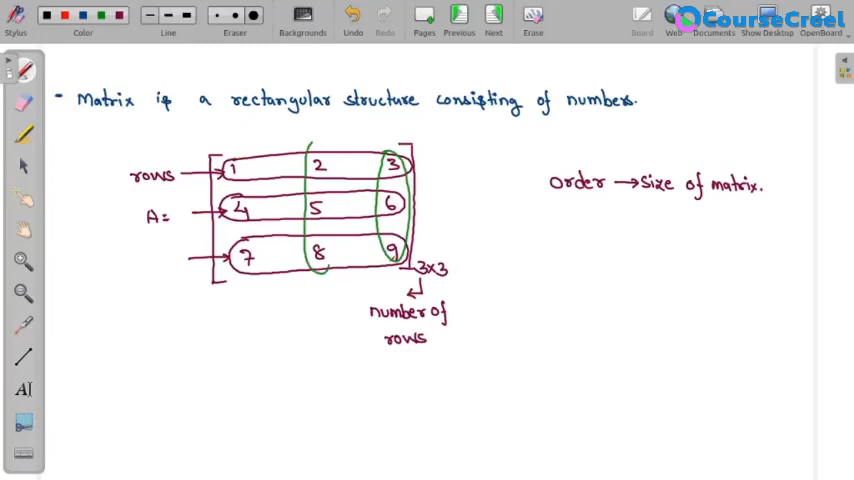 Stylus
Color
Line
Eraser
Backgrounds
Undo
Redo
Pages
Previous
Next
Erase
Board
Web
Documents
Show Desktop
OpenBoard
CourseCreel
- Matrix is a rectangular structure consisting of numbers.
rows 1 2 3
A= 4 5 6
7 8 9
3×3
number of
rows
Order → Size of matrix.
AI